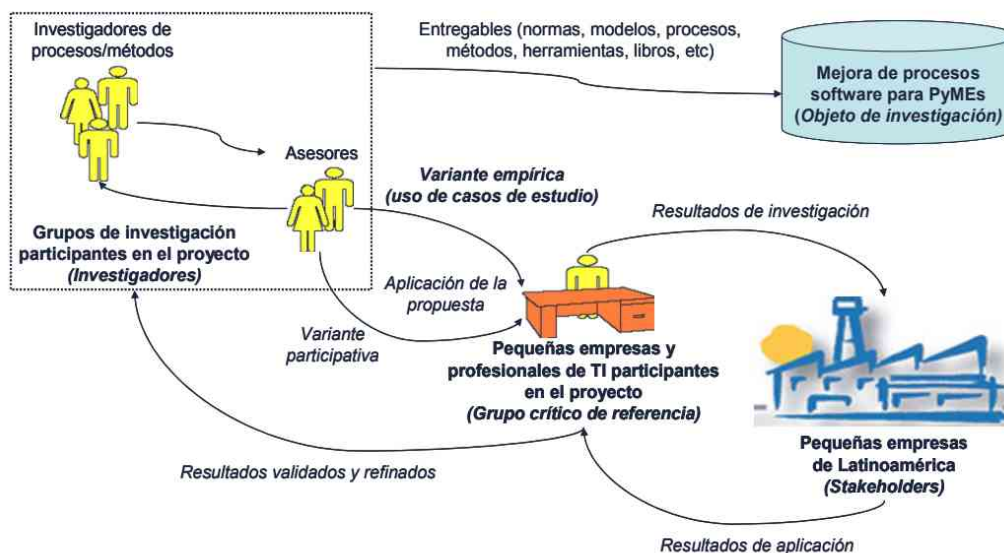 Investigadores de
procesos/métodos
Entregables (normas, modelos, procesos,
métodos, herramientas, libros, etc)
Mejora de procesos
software para PyMEs
(Objeto de investigación)
Asesores
Variante empírica
(uso de casos de estudio)
Grupos de investigación
participantes en el proyecto
(Investigadores)
Resultados de investigación
Aplicación de la
propuesta
Variante
participativa
Pequeñas empresas y
profesionales de TI participantes
en el proyecto
(Grupo crítico de referencia)
Resultados validados y refinados
Pequeñas empresas
de Latinoamérica
(Stakeholders)
Resultados de aplicación